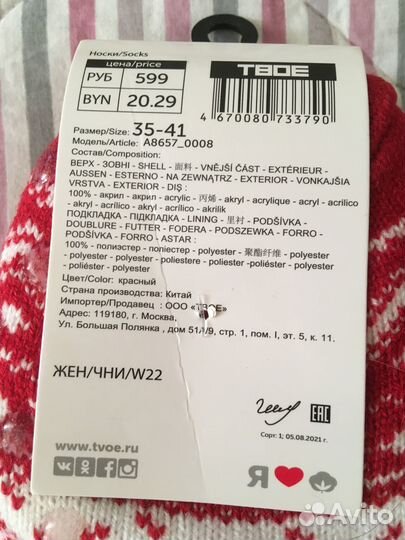 Носки/Socks
цена/price
РУБ 599
BYN 20.29
ТВОЕ
4 670080 733790
Размер/Size: 35-41
Модель/Article: A8657_0008
Состав/Composition:
ВЕРХ - ЗОВНІ - SHELL - 面料 - VNĚJŠÍ ČÁST - EXTÉRIEUR -
AUSSEN - ESTERNO - NA ZEWNĄTRZ - EXTERIOR - VONKAJŠIA
VRSTVA - EXTERIOR - DIŞ :
100% - акрил - акрил - acrylic - 丙烯 - akryl - acrylique - acryl - acrilico
- akryl - acrílico - akryl - acrílico - akrilik
ПОДКЛАДКА - ПІДКЛАДКА - LINING - 里衬 - PODŠÍVKA -
DOUBLURE - FUTTER - FODERA - PODSZEWKA - FORRO -
PODŠÍVKA - FORRO - ASTAR :
100% - полиэстер - поліестер - polyester - 聚酯纤维 - polyester
- polyester - polyester - poliestere - poliester - poliéster -
polyester - poliéster - polyester
Цвет/Color: красный
Страна производства: Китай
Импортер/Продавец : ООО «ТВОЕ»
Адрес: 119180, г. Москва,
Ул. Большая Полянка , дом 51А/9, стр. 1, пом. I, эт. 5, к. 11.
ЖЕН/ЧНИ/W22
EAC
Сорт: 1; 05.08.2021 г.
www.tvoe.ru
Я
Avito